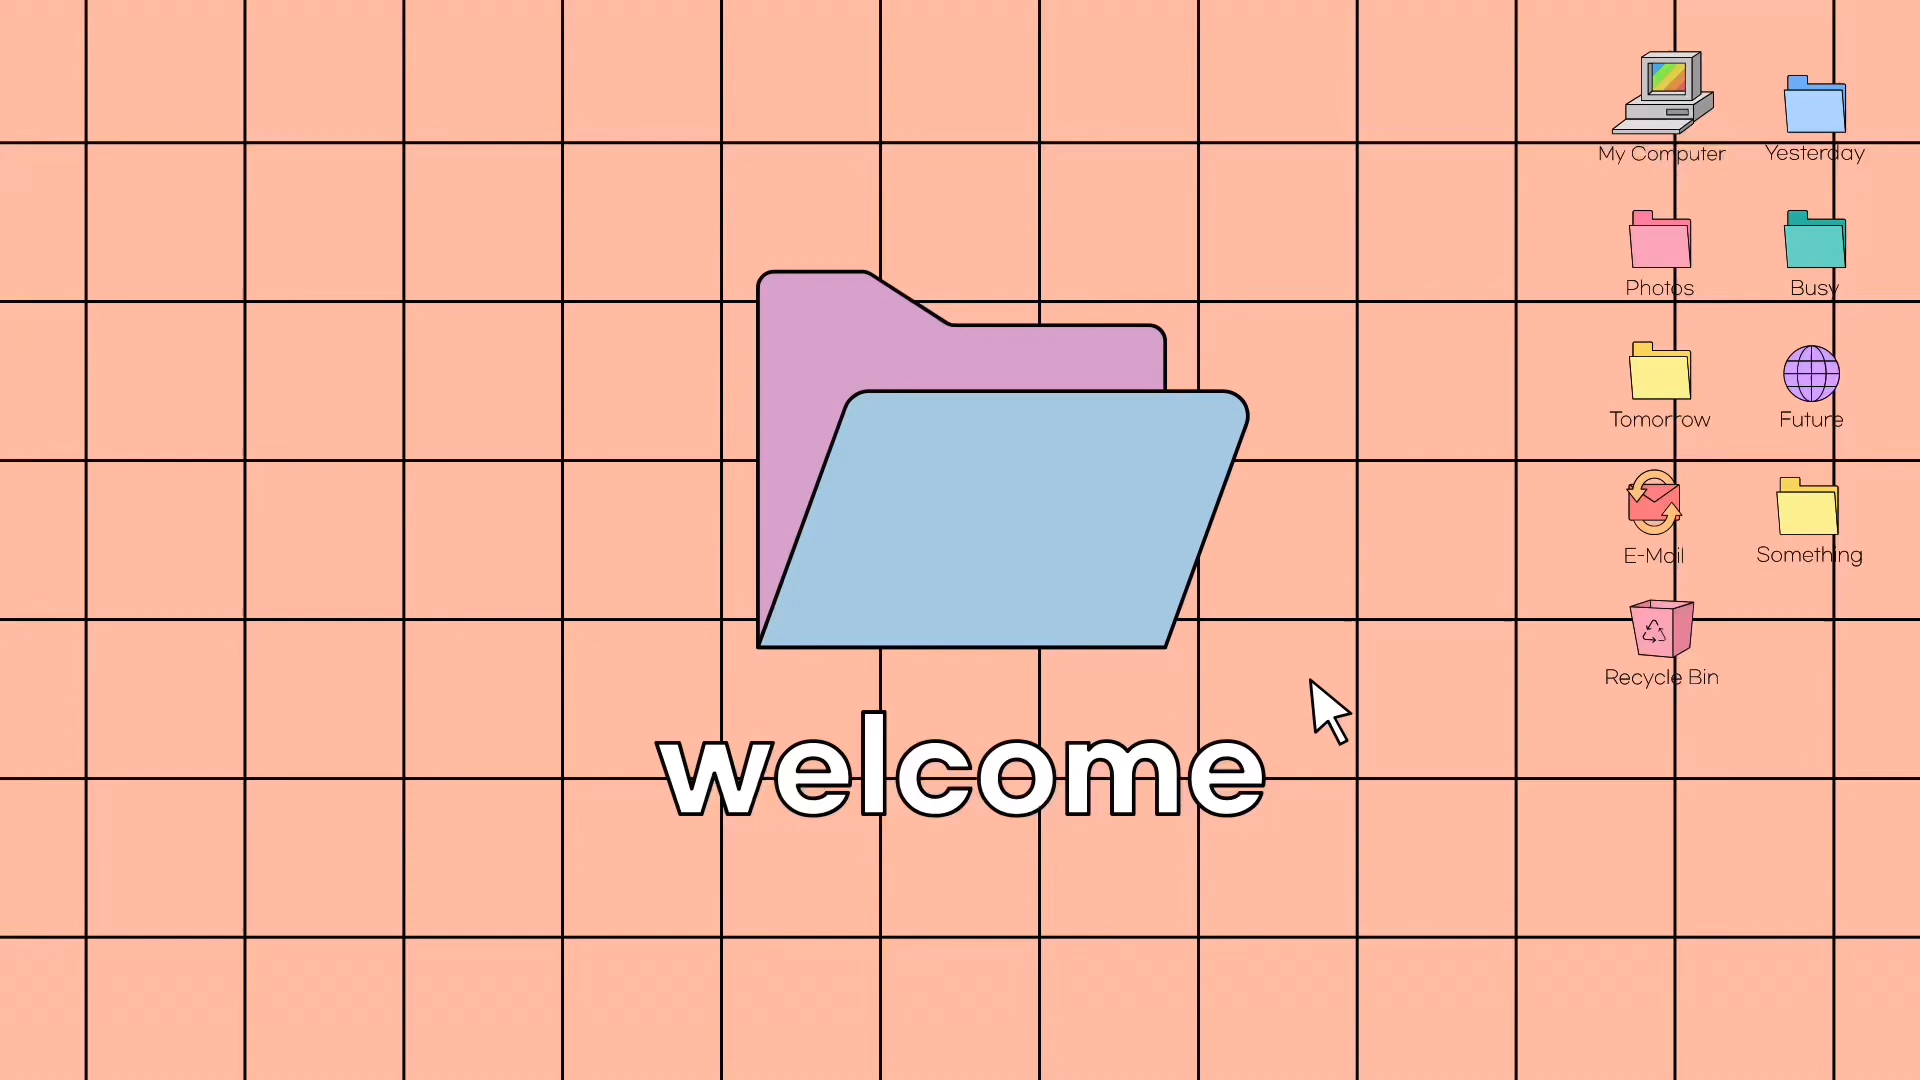 My Computer
Yesterday
Photos
Busy
Tomorrow
Future
E-Mail
Something
Recycle Bin
welcome